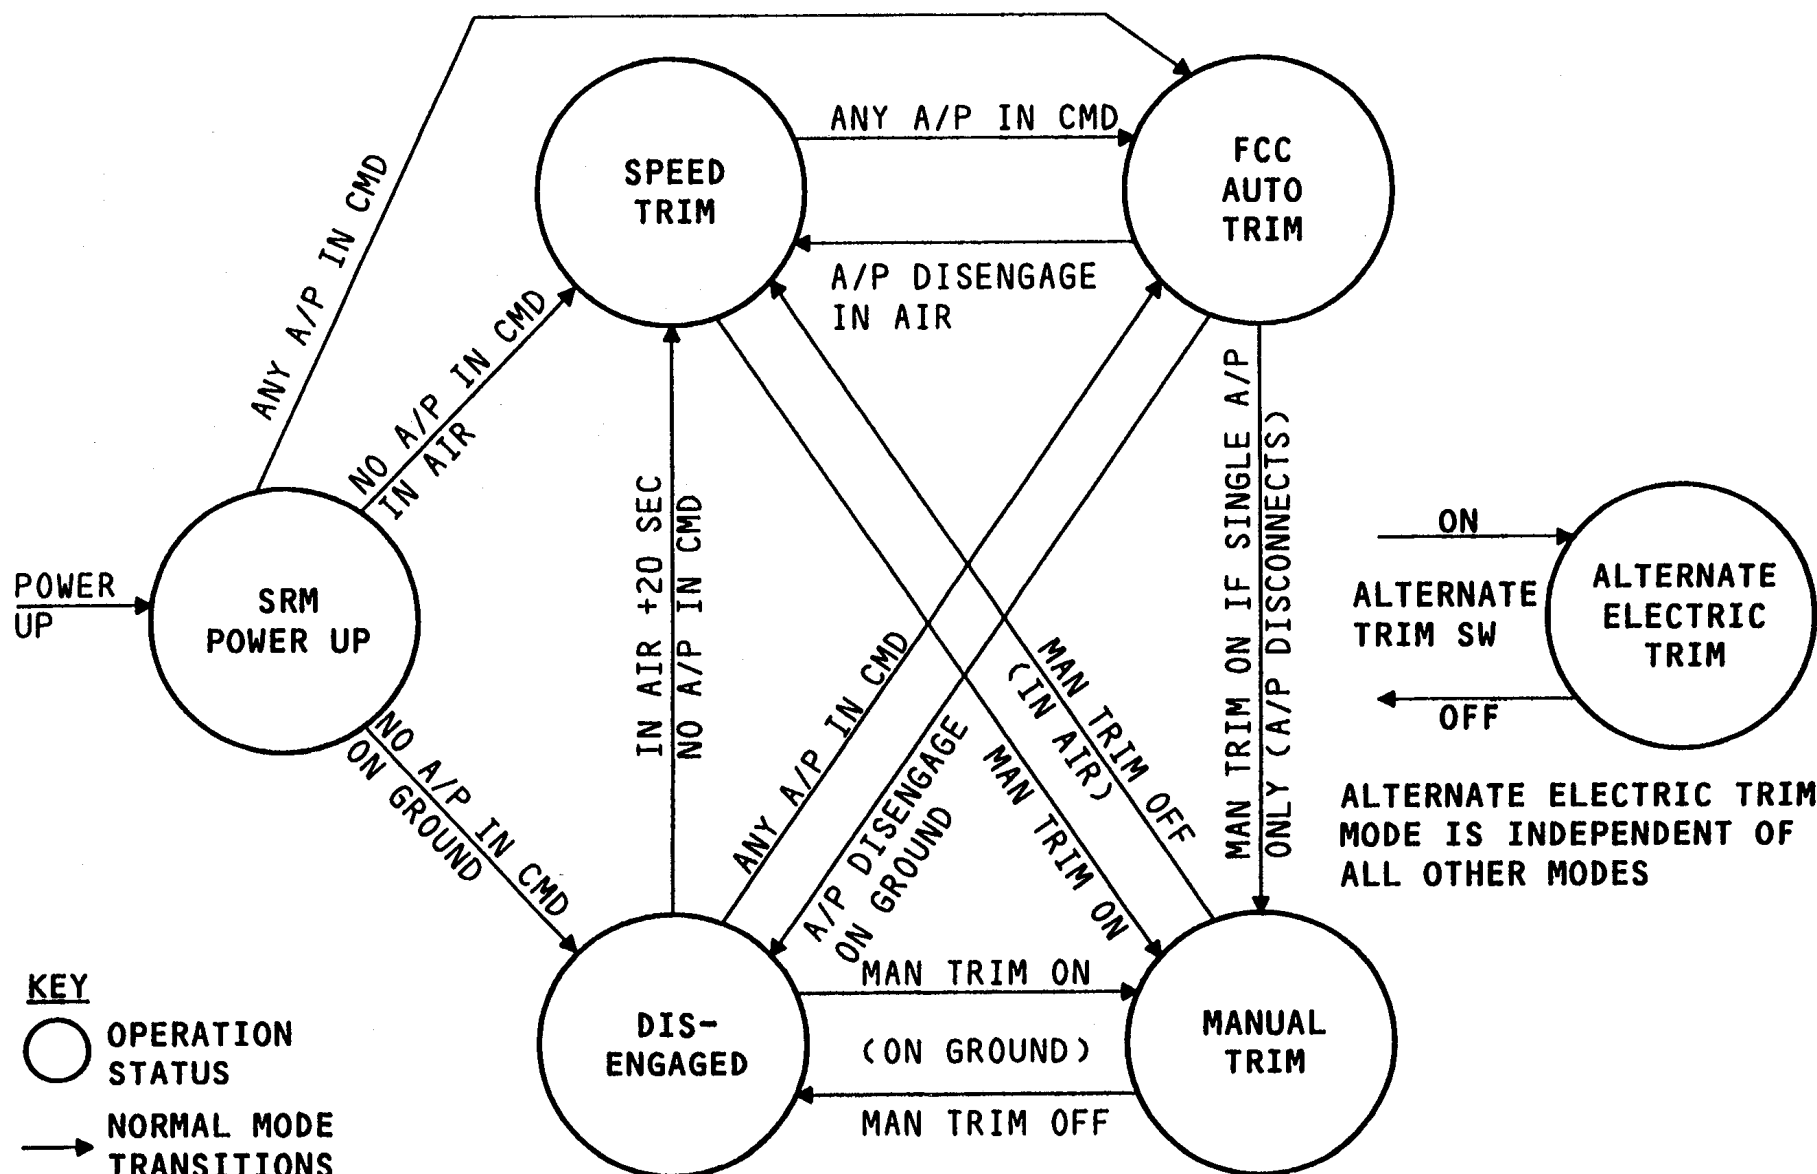 ANY A/P IN CMD
NO A/P IN CMD
IN AIR
POWER
UP
SRM
POWER UP
NO A/P IN CMD
ON GROUND
SPEED
TRIM
ANY A/P IN CMD
A/P DISENGAGE
IN AIR
FCC
AUTO
TRIM
IN AIR +20 SEC
NO A/P IN CMD
ANY A/P IN CMD
A/P DISENGAGE
ON GROUND
MAN TRIM OFF
(IN AIR)
MAN TRIM ON
MAN TRIM ON IF SINGLE A/P
ONLY (A/P DISCONNECTS)
DIS-
ENGAGED
MAN TRIM ON
(ON GROUND)
MAN TRIM OFF
MANUAL
TRIM
ON
ALTERNATE
TRIM SW
OFF
ALTERNATE
ELECTRIC
TRIM
ALTERNATE ELECTRIC TRIM
MODE IS INDEPENDENT OF
ALL OTHER MODES
KEY
OPERATION
STATUS
NORMAL MODE
TRANSITIONS